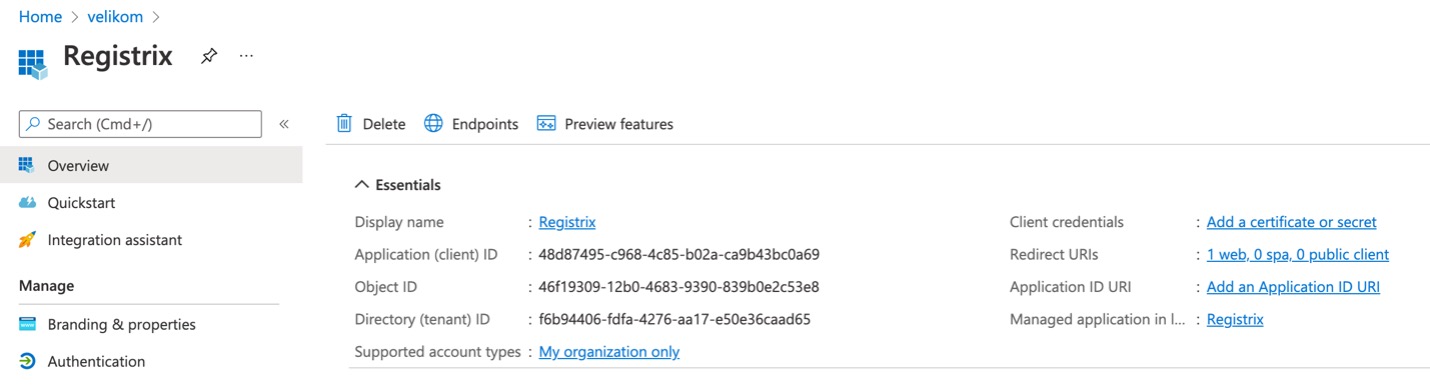 Home > velikom >
Registrix
Search (Cmd+/)
«
Delete
Endpoints
Preview features
Overview
Quickstart
Integration assistant
Manage
Branding & properties
Authentication
Essentials
Display name : Registrix
Application (client) ID : 48d87495-c968-4c85-b02a-ca9b43bc0a69
Object ID : 46f19309-12b0-4683-9390-839b0e2c53e8
Directory (tenant) ID : f6b94406-fdfa-4276-aa17-e50e36caad65
Supported account types : My organization only
Client credentials : Add a certificate or secret
Redirect URIs : 1 web, 0 spa, 0 public client
Application ID URI : Add an Application ID URI
Managed application in l... : Registrix